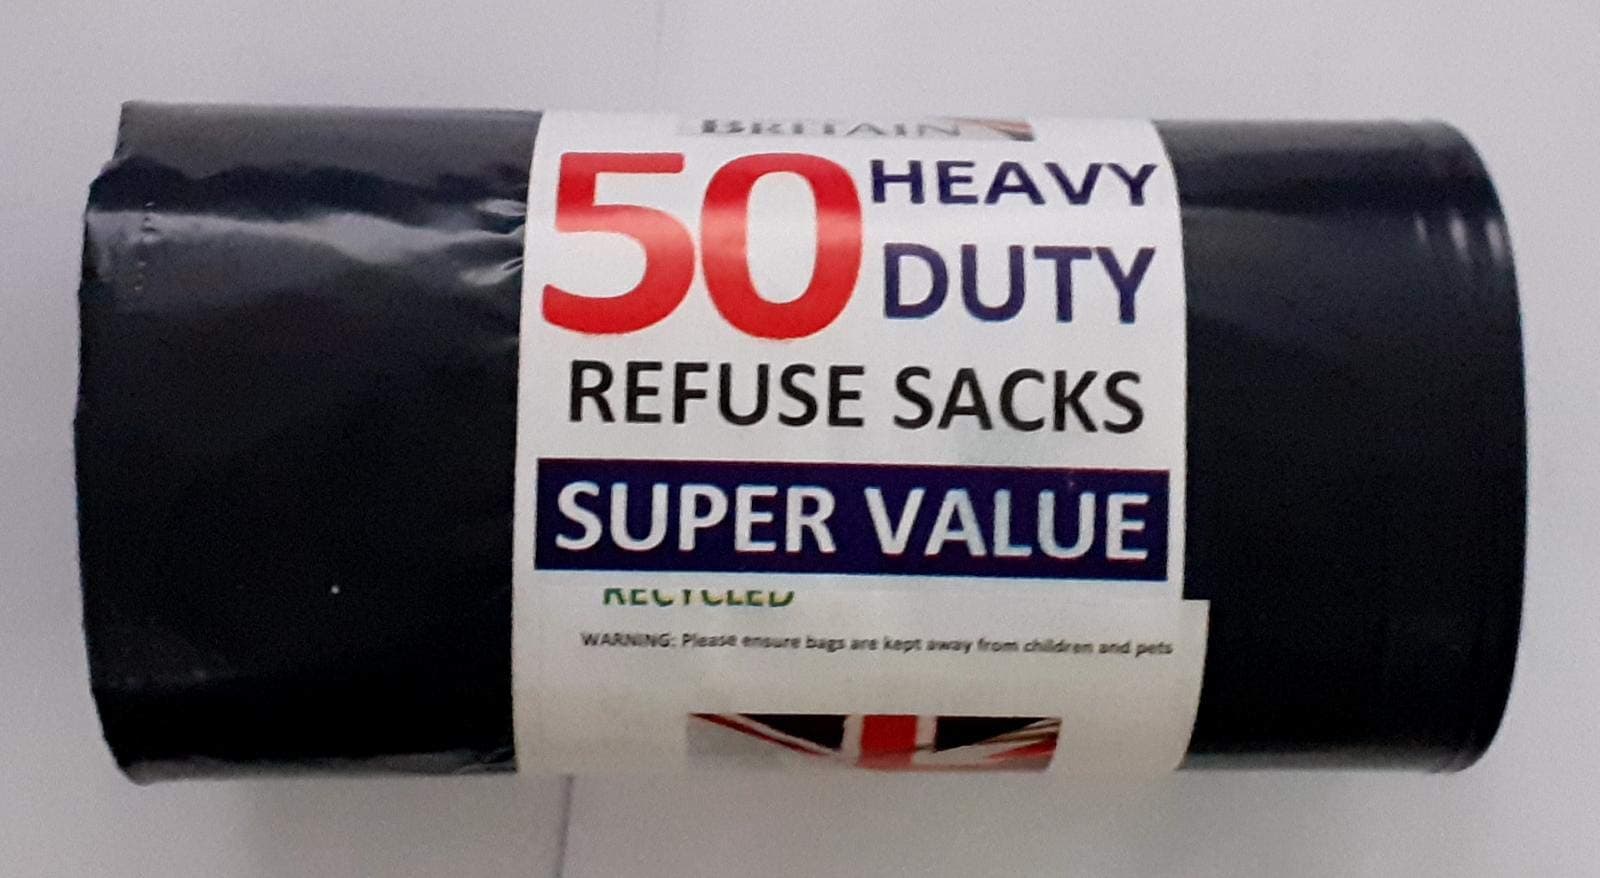 BRITAIN
50 HEAVY
DUTY
REFUSE SACKS
SUPER VALUE
RECYCLED
WARNING: Please ensure bags are kept away from children and pets